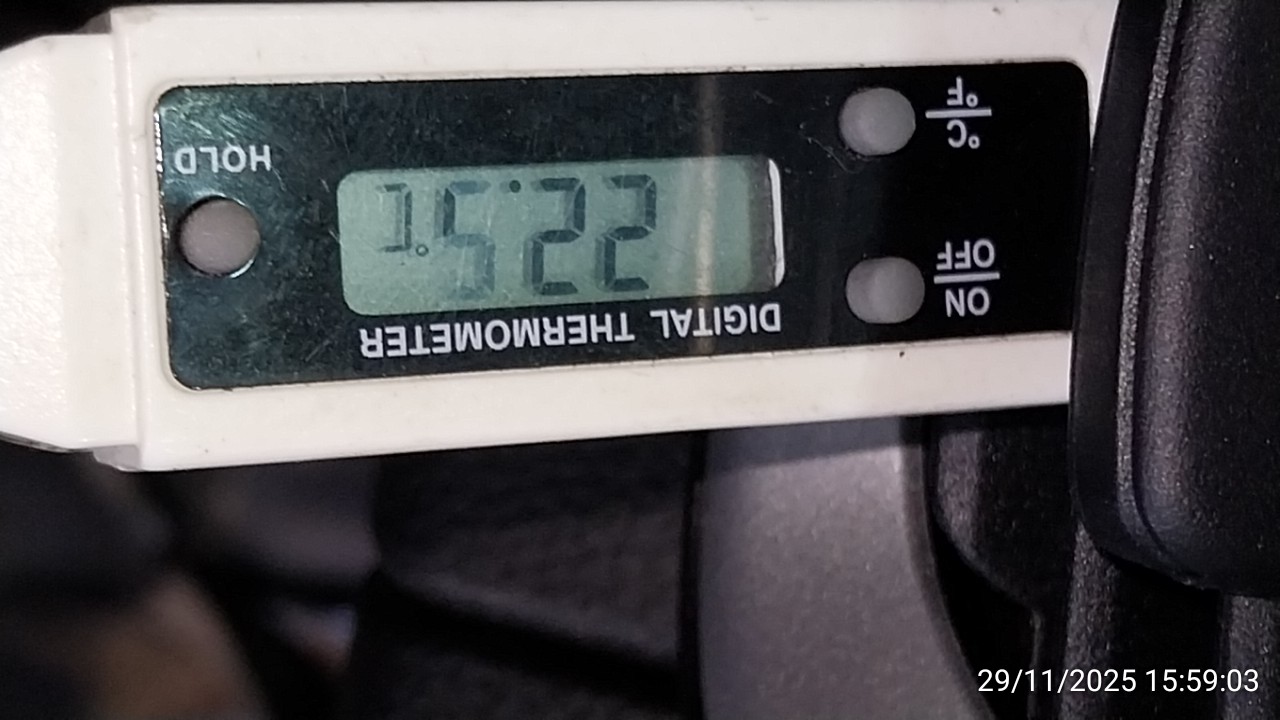 DIGITAL THERMOMETER
22.5°C
ON
OFF
°C
°F
HOLD
29/11/2025 15:59:03